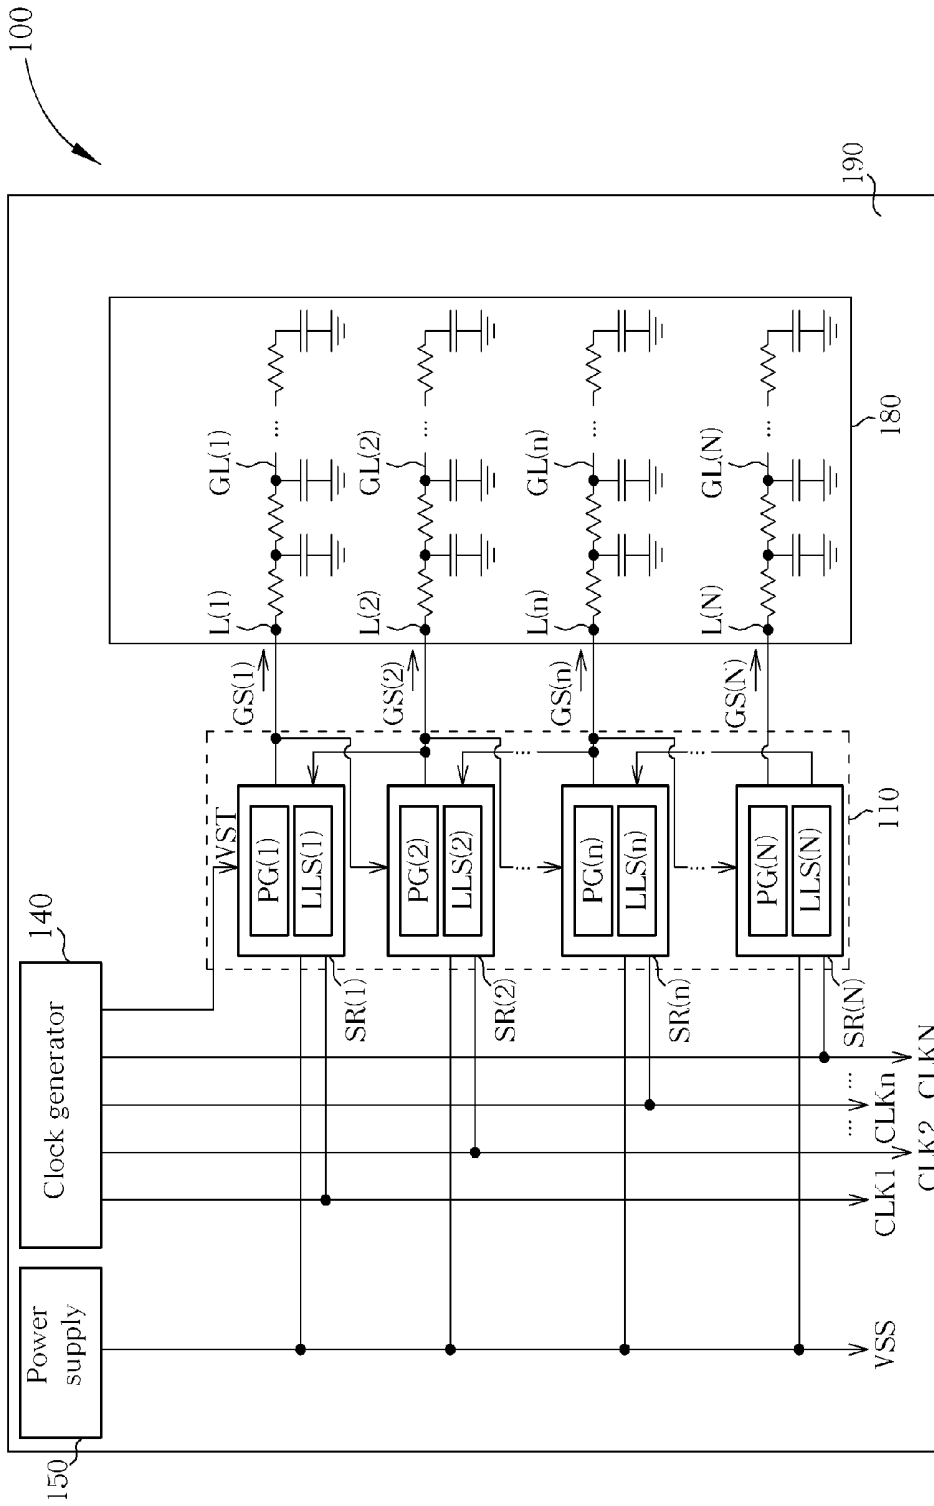 100
190
150
Power
supply
140
Clock generator
VST
PG(1)
LLS(1)
SR(1)
GS(1)
L(1)
GL(1)
...
PG(2)
LLS(2)
SR(2)
GS(2)
L(2)
GL(2)
...
...
...
PG(n)
LLS(n)
SR(n)
GS(n)
L(n)
GL(n)
...
...
...
PG(N)
LLS(N)
SR(N)
GS(N)
L(N)
GL(N)
...
110
180
VSS
CLK1
CLK2
...
CLKn
...
CLKN